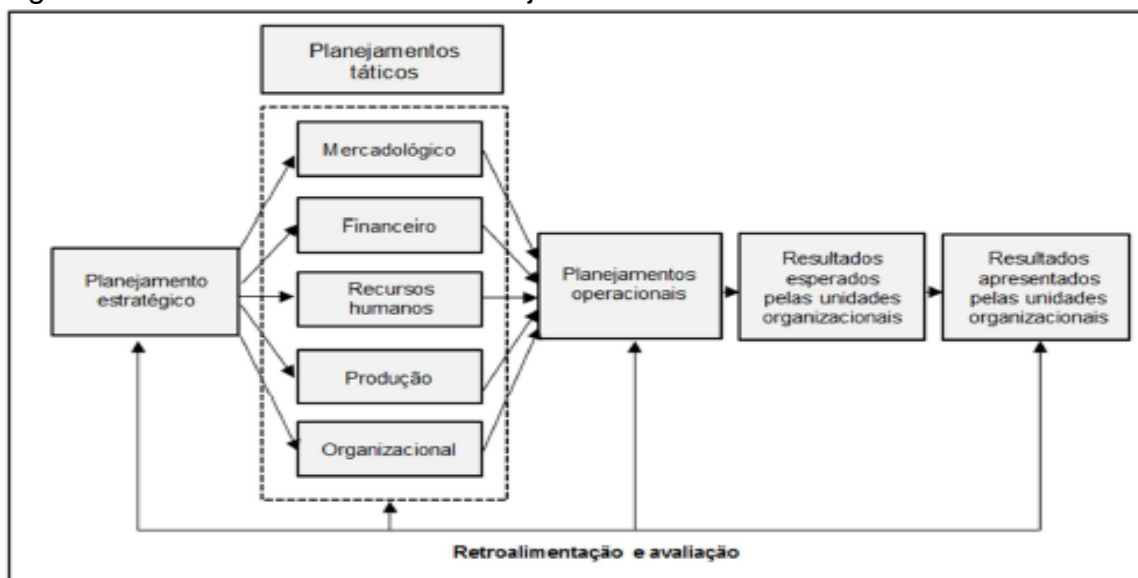 Planejamentos
táticos
Mercadológico
Financeiro
Planejamento
estratégico
Recursos
humanos
Produção
Organizacional
Planejamentos
operacionais
Resultados
esperados
pelas unidades
organizacionais
Resultados
apresentados
pelas unidades
organizacionais
Retroalimentação e avaliação